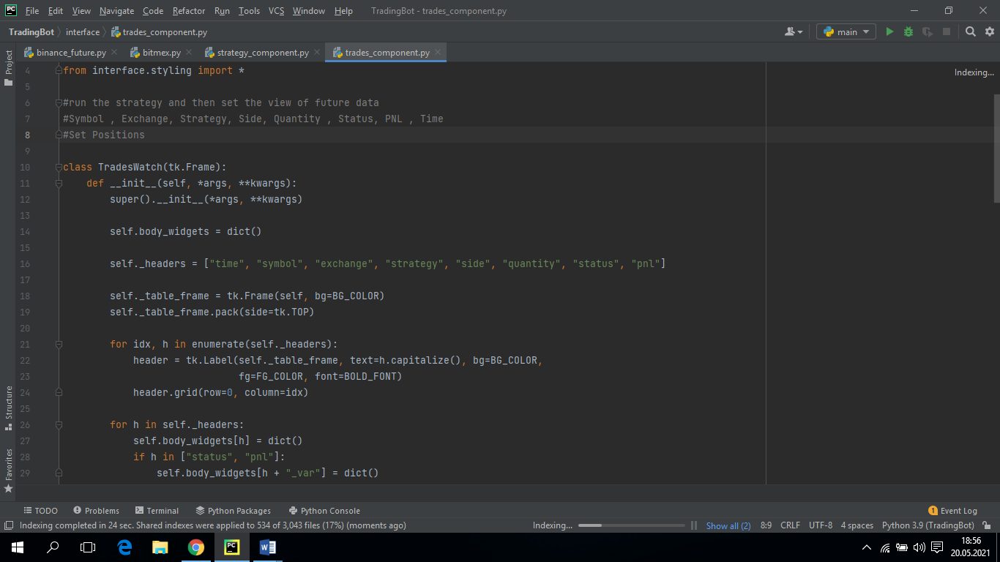 PC File Edit View Navigate Code Refactor Run Tools VCS Window Help TradingBot - trades_component.py
TradingBot interface trades_component.py main
binance_future.py bitmex.py strategy_component.py trades_component.py
Project
Indexing...
4 from interface.styling import *
5
6 #run the strategy and then set the view of future data
7 #Symbol , Exchange, Strategy, Side, Quantity , Status, PNL , Time
8 #Set Positions
9
10 class TradesWatch(tk.Frame):
11     def __init__(self, *args, **kwargs):
12         super().__init__(*args, **kwargs)
13
14         self.body_widgets = dict()
15
16         self._headers = ["time", "symbol", "exchange", "strategy", "side", "quantity", "status", "pnl"]
17
18         self._table_frame = tk.Frame(self, bg=BG_COLOR)
19         self._table_frame.pack(side=tk.TOP)
20
21         for idx, h in enumerate(self._headers):
22             header = tk.Label(self._table_frame, text=h.capitalize(), bg=BG_COLOR,
23                               fg=FG_COLOR, font=BOLD_FONT)
24             header.grid(row=0, column=idx)
25
26         for h in self._headers:
27             self.body_widgets[h] = dict()
28             if h in ["status", "pnl"]:
29                 self.body_widgets[h + "_var"] = dict()
Structure
Favorites
TODO Problems Terminal Python Packages Python Console 1 Event Log
Indexing completed in 24 sec. Shared indexes were applied to 534 of 3,043 files (17%) (moments ago) Indexing... Show all (2) 8:9 CRLF UTF-8 4 spaces Python 3.9 (TradingBot)
PC W 18:56
20.05.2021